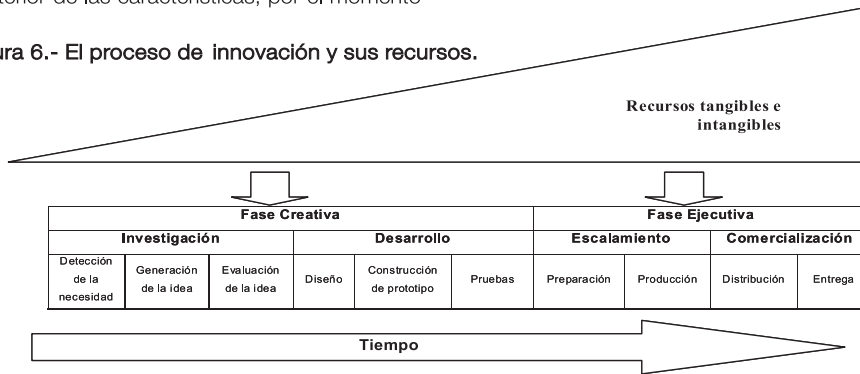 tenor de las características, por el momento
ura 6.- El proceso de innovación y sus recursos.
Recursos tangibles e
intangibles
Fase Creativa
Fase Ejecutiva
Investigación
Desarrollo
Escalamiento
Comercialización
Detección
de la
necesidad
Generación
de la idea
Evaluación
de la idea
Diseño
Construcción
de prototipo
Pruebas
Preparación
Producción
Distribución
Entrega
Tiempo